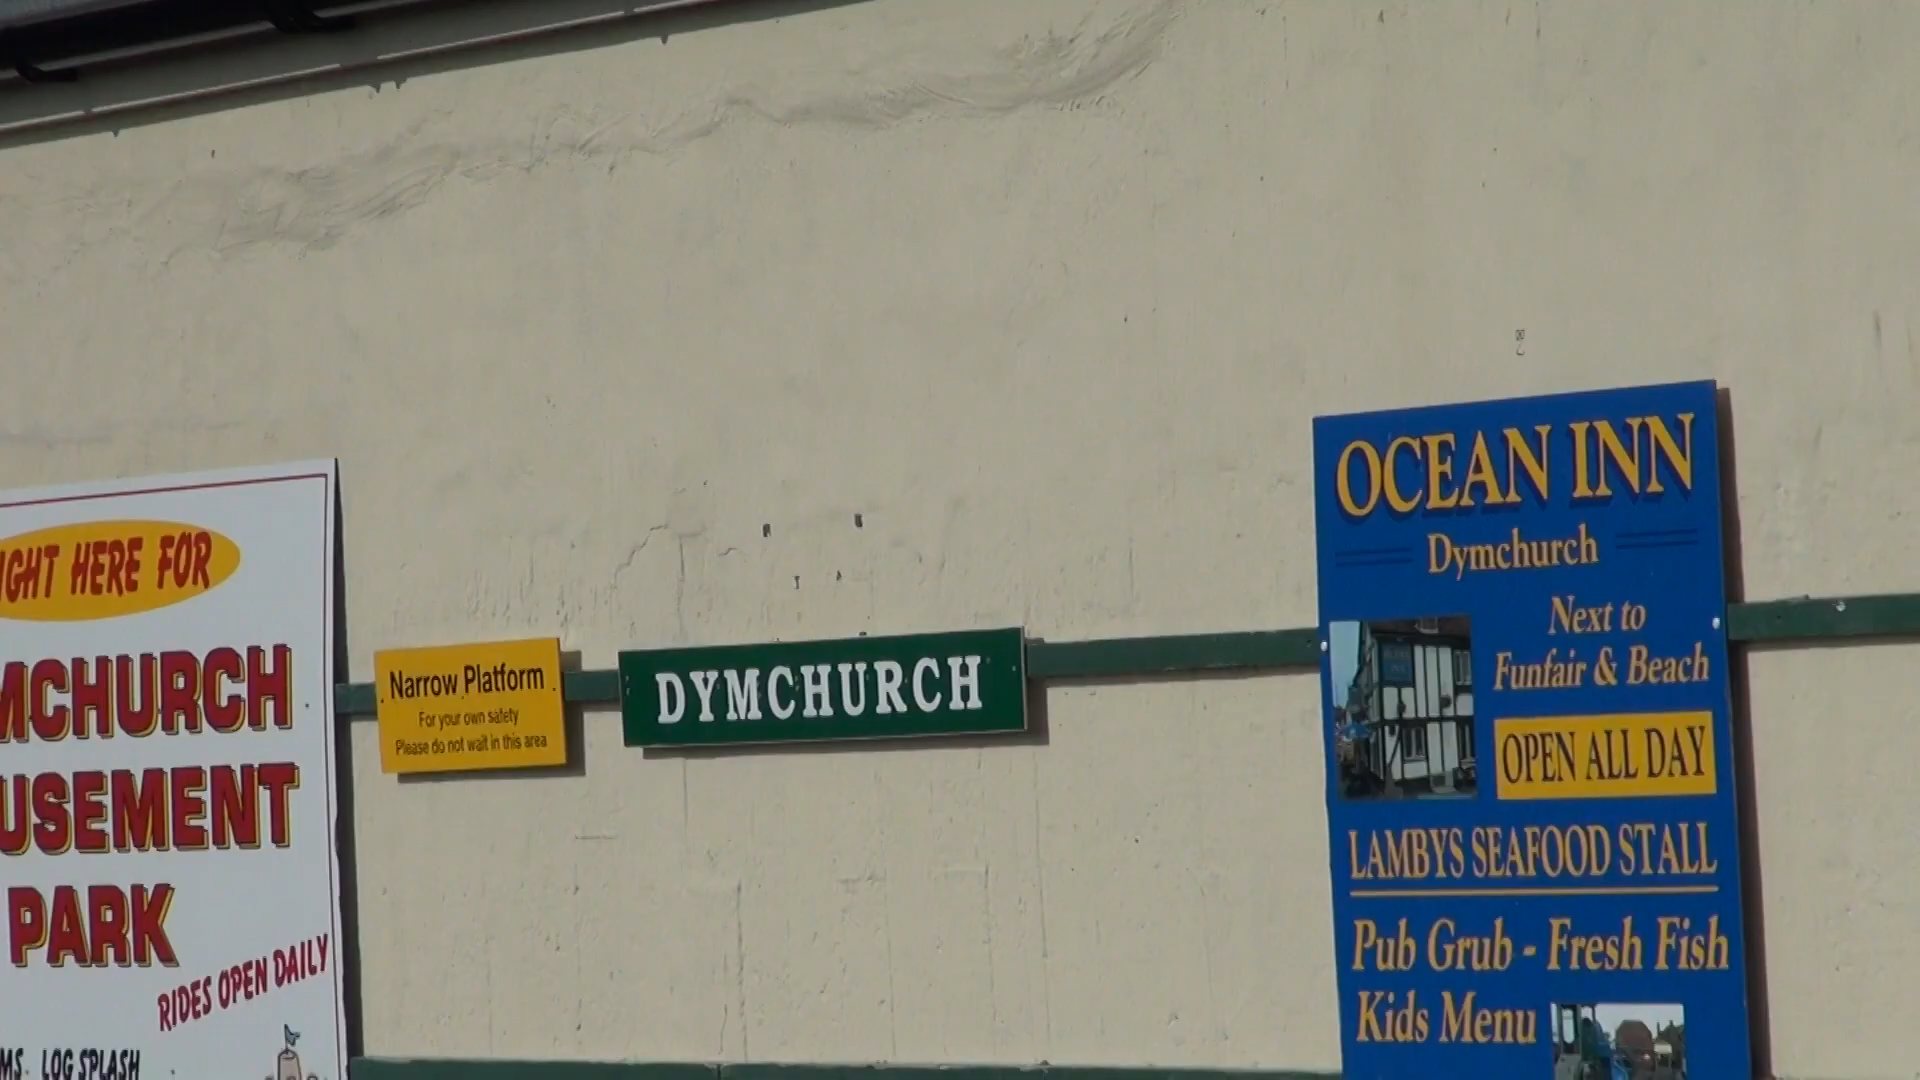 IGHT HERE FOR
MCHURCH
USEMENT
PARK
RIDES OPEN DAILY
MS LOG SPLASH
Narrow Platform
For your own safety
Please do not wait in this area
DYMCHURCH
OCEAN INN
Dymchurch
Next to
Funfair & Beach
OPEN ALL DAY
LAMBYS SEAFOOD STALL
Pub Grub - Fresh Fish
Kids Menu